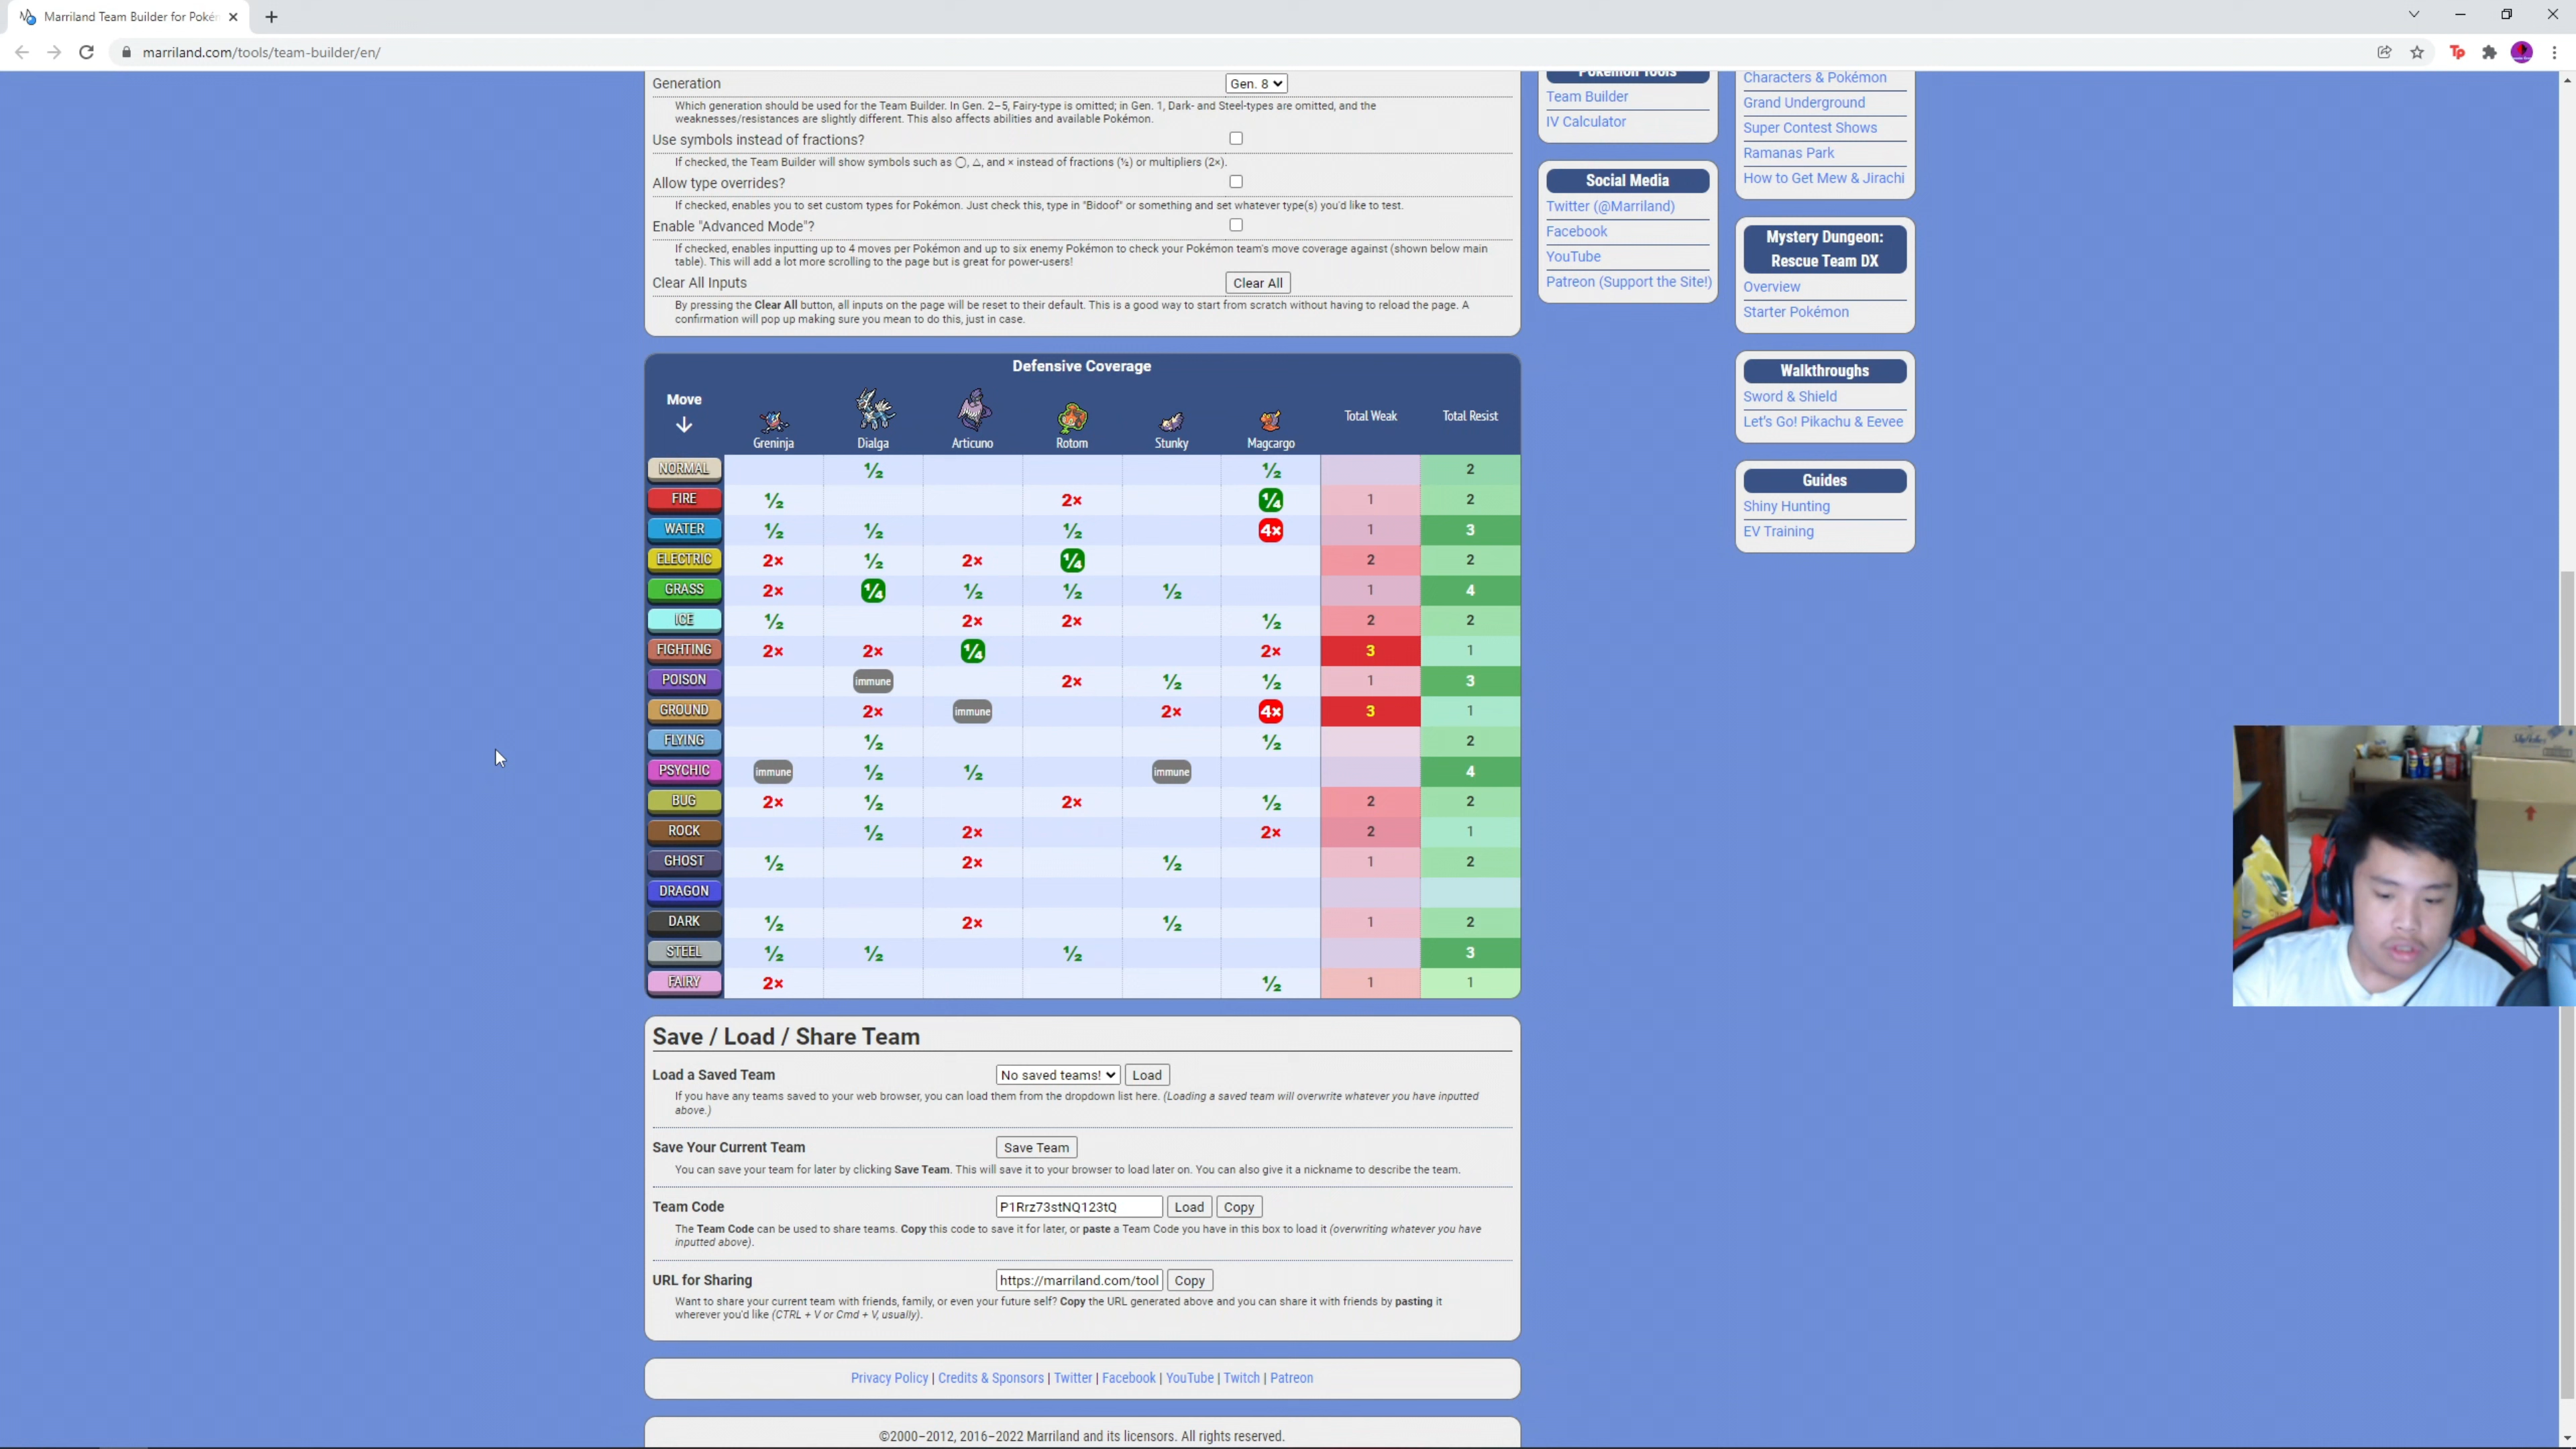 Marriland Team Builder for Pokér
marriland.com/tools/team-builder/en/
Generation
Gen. 8
Which generation should be used for the Team Builder. In Gen. 2–5, Fairy-type is omitted; in Gen. 1, Dark- and Steel-types are omitted, and the
weaknesses/resistances are slightly different. This also affects abilities and available Pokémon.
Use symbols instead of fractions?
If checked, the Team Builder will show symbols such as ◯, △, and × instead of fractions (½) or multipliers (2×).
Allow type overrides?
If checked, enables you to set custom types for Pokémon. Just check this, type in "Bidoof" or something and set whatever type(s) you'd like to test.
Enable "Advanced Mode"?
If checked, enables inputting up to 4 moves per Pokémon and up to six enemy Pokémon to check your Pokémon team's move coverage against (shown below main
table). This will add a lot more scrolling to the page but is great for power-users!
Clear All Inputs
Clear All
By pressing the Clear All button, all inputs on the page will be reset to their default. This is a good way to start from scratch without having to reload the page. A
confirmation will pop up making sure you mean to do this, just in case.
Defensive Coverage
Move ↓ Greninja Dialga Articuno Rotom Stunky Magcargo Total Weak Total Resist
NORMAL ½ ½ 2
FIRE ½ 2× ¼ 1 2
WATER ½ ½ ½ 4× 1 3
ELECTRIC 2× ½ 2× ¼ 2 2
GRASS 2× ¼ ½ ½ ½ 1 4
ICE ½ 2× 2× ½ 2 2
FIGHTING 2× 2× ¼ 2× 3 1
POISON immune 2× ½ ½ 1 3
GROUND 2× immune 2× 4× 3 1
FLYING ½ ½ 2
PSYCHIC immune ½ ½ immune 4
BUG 2× ½ 2× ½ 2 2
ROCK ½ 2× 2× 2 1
GHOST ½ 2× ½ 1 2
DRAGON
DARK ½ 2× ½ 1 2
STEEL ½ ½ ½ 3
FAIRY 2× ½ 1 1
Save / Load / Share Team
Load a Saved Team
No saved teams! Load
If you have any teams saved to your web browser, you can load them from the dropdown list here. (Loading a saved team will overwrite whatever you have inputted
above.)
Save Your Current Team
Save Team
You can save your team for later by clicking Save Team. This will save it to your browser to load later on. You can also give it a nickname to describe the team.
Team Code
P1Rrz73stNQ123tQ Load Copy
The Team Code can be used to share teams. Copy this code to save it for later, or paste a Team Code you have in this box to load it (overwriting whatever you have
inputted above).
URL for Sharing
https://marriland.com/tool Copy
Want to share your current team with friends, family, or even your future self? Copy the URL generated above and you can share it with friends by pasting it
wherever you'd like (CTRL + V or Cmd + V, usually).
Privacy Policy | Credits & Sponsors | Twitter | Facebook | YouTube | Twitch | Patreon
©2000–2012, 2016–2022 Marriland and its licensors. All rights reserved.
Pokémon Tools
Team Builder
IV Calculator
Social Media
Twitter (@Marriland)
Facebook
YouTube
Patreon (Support the Site!)
Characters & Pokémon
Grand Underground
Super Contest Shows
Ramanas Park
How to Get Mew & Jirachi
Mystery Dungeon:
Rescue Team DX
Overview
Starter Pokémon
Walkthroughs
Sword & Shield
Let's Go! Pikachu & Eevee
Guides
Shiny Hunting
EV Training